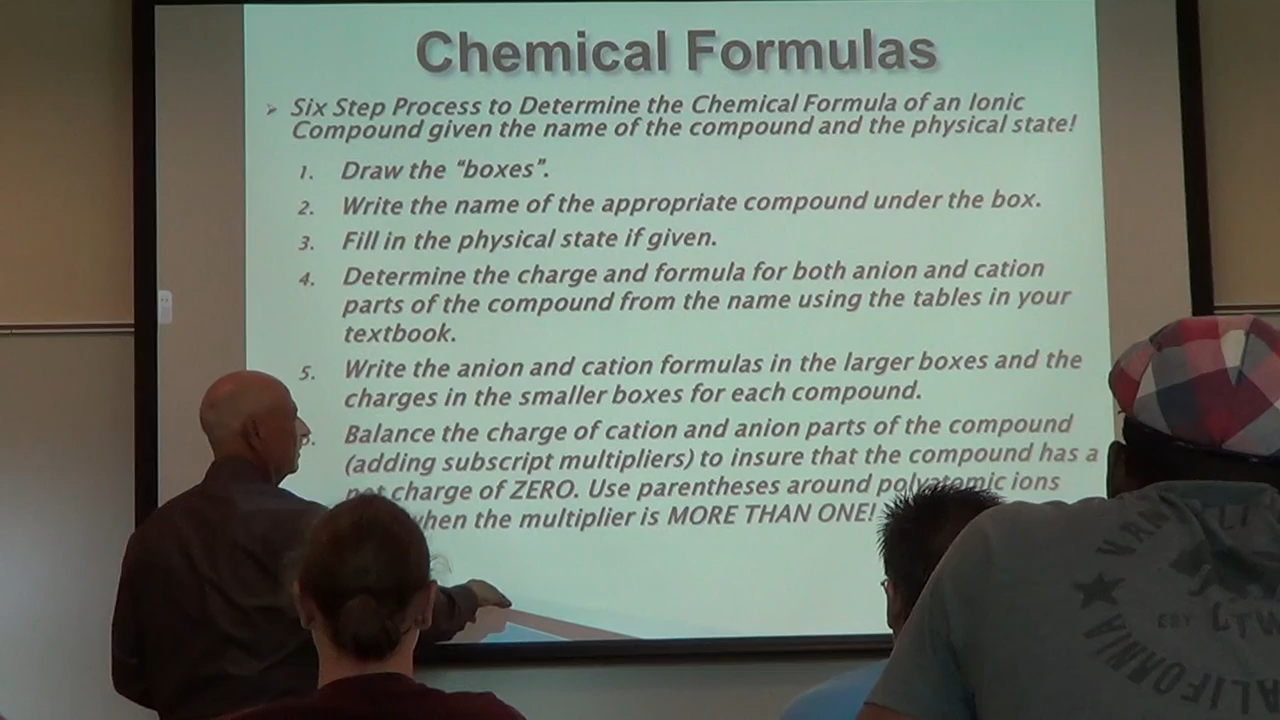 Chemical Formulas
➢ Six Step Process to Determine the Chemical Formula of an Ionic
Compound given the name of the compound and the physical state!
1. Draw the “boxes”.
2. Write the name of the appropriate compound under the box.
3. Fill in the physical state if given.
4. Determine the charge and formula for both anion and cation
parts of the compound from the name using the tables in your
textbook.
5. Write the anion and cation formulas in the larger boxes and the
charges in the smaller boxes for each compound.
Balance the charge of cation and anion parts of the compound
(adding subscript multipliers) to insure that the compound has a
net charge of ZERO. Use parentheses around polyatomic ions
when the multiplier is MORE THAN ONE!
EST